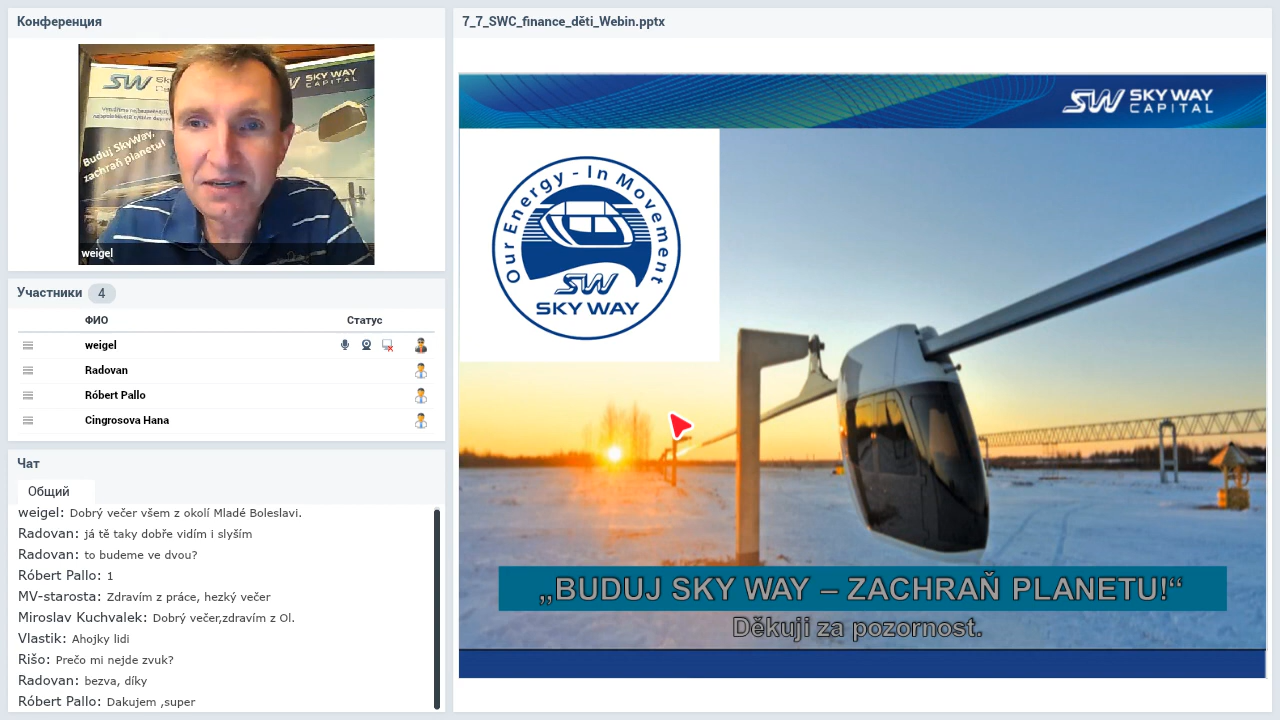 Конференция
SW SKY WAY
CAPITAL
Buduj SkyWay,
zachraň planetu!
weigel
Участники 4
ФИО Статус
weigel
Radovan
Róbert Pallo
Cingrosova Hana
Чат
Общий
weigel: Dobrý večer všem z okolí Mladé Boleslavi.
Radovan: já tě taky dobře vidím i slyším
Radovan: to budeme ve dvou?
Róbert Pallo: 1
MV-starosta: Zdravím z práce, hezký večer
Miroslav Kuchvalek: Dobrý večer,zdravím z Ol.
Vlastik: Ahojky lidi
Rišo: Prečo mi nejde zvuk?
Radovan: bezva, díky
Róbert Pallo: Dakujem ,super
7_7_SWC_finance_děti_Webin.pptx
SW SKY WAY
CAPITAL
Our Energy - In Movement
SW
SKY WAY
„BUDUJ SKY WAY – ZACHRAŇ PLANETU!“
Děkuji za pozornost.